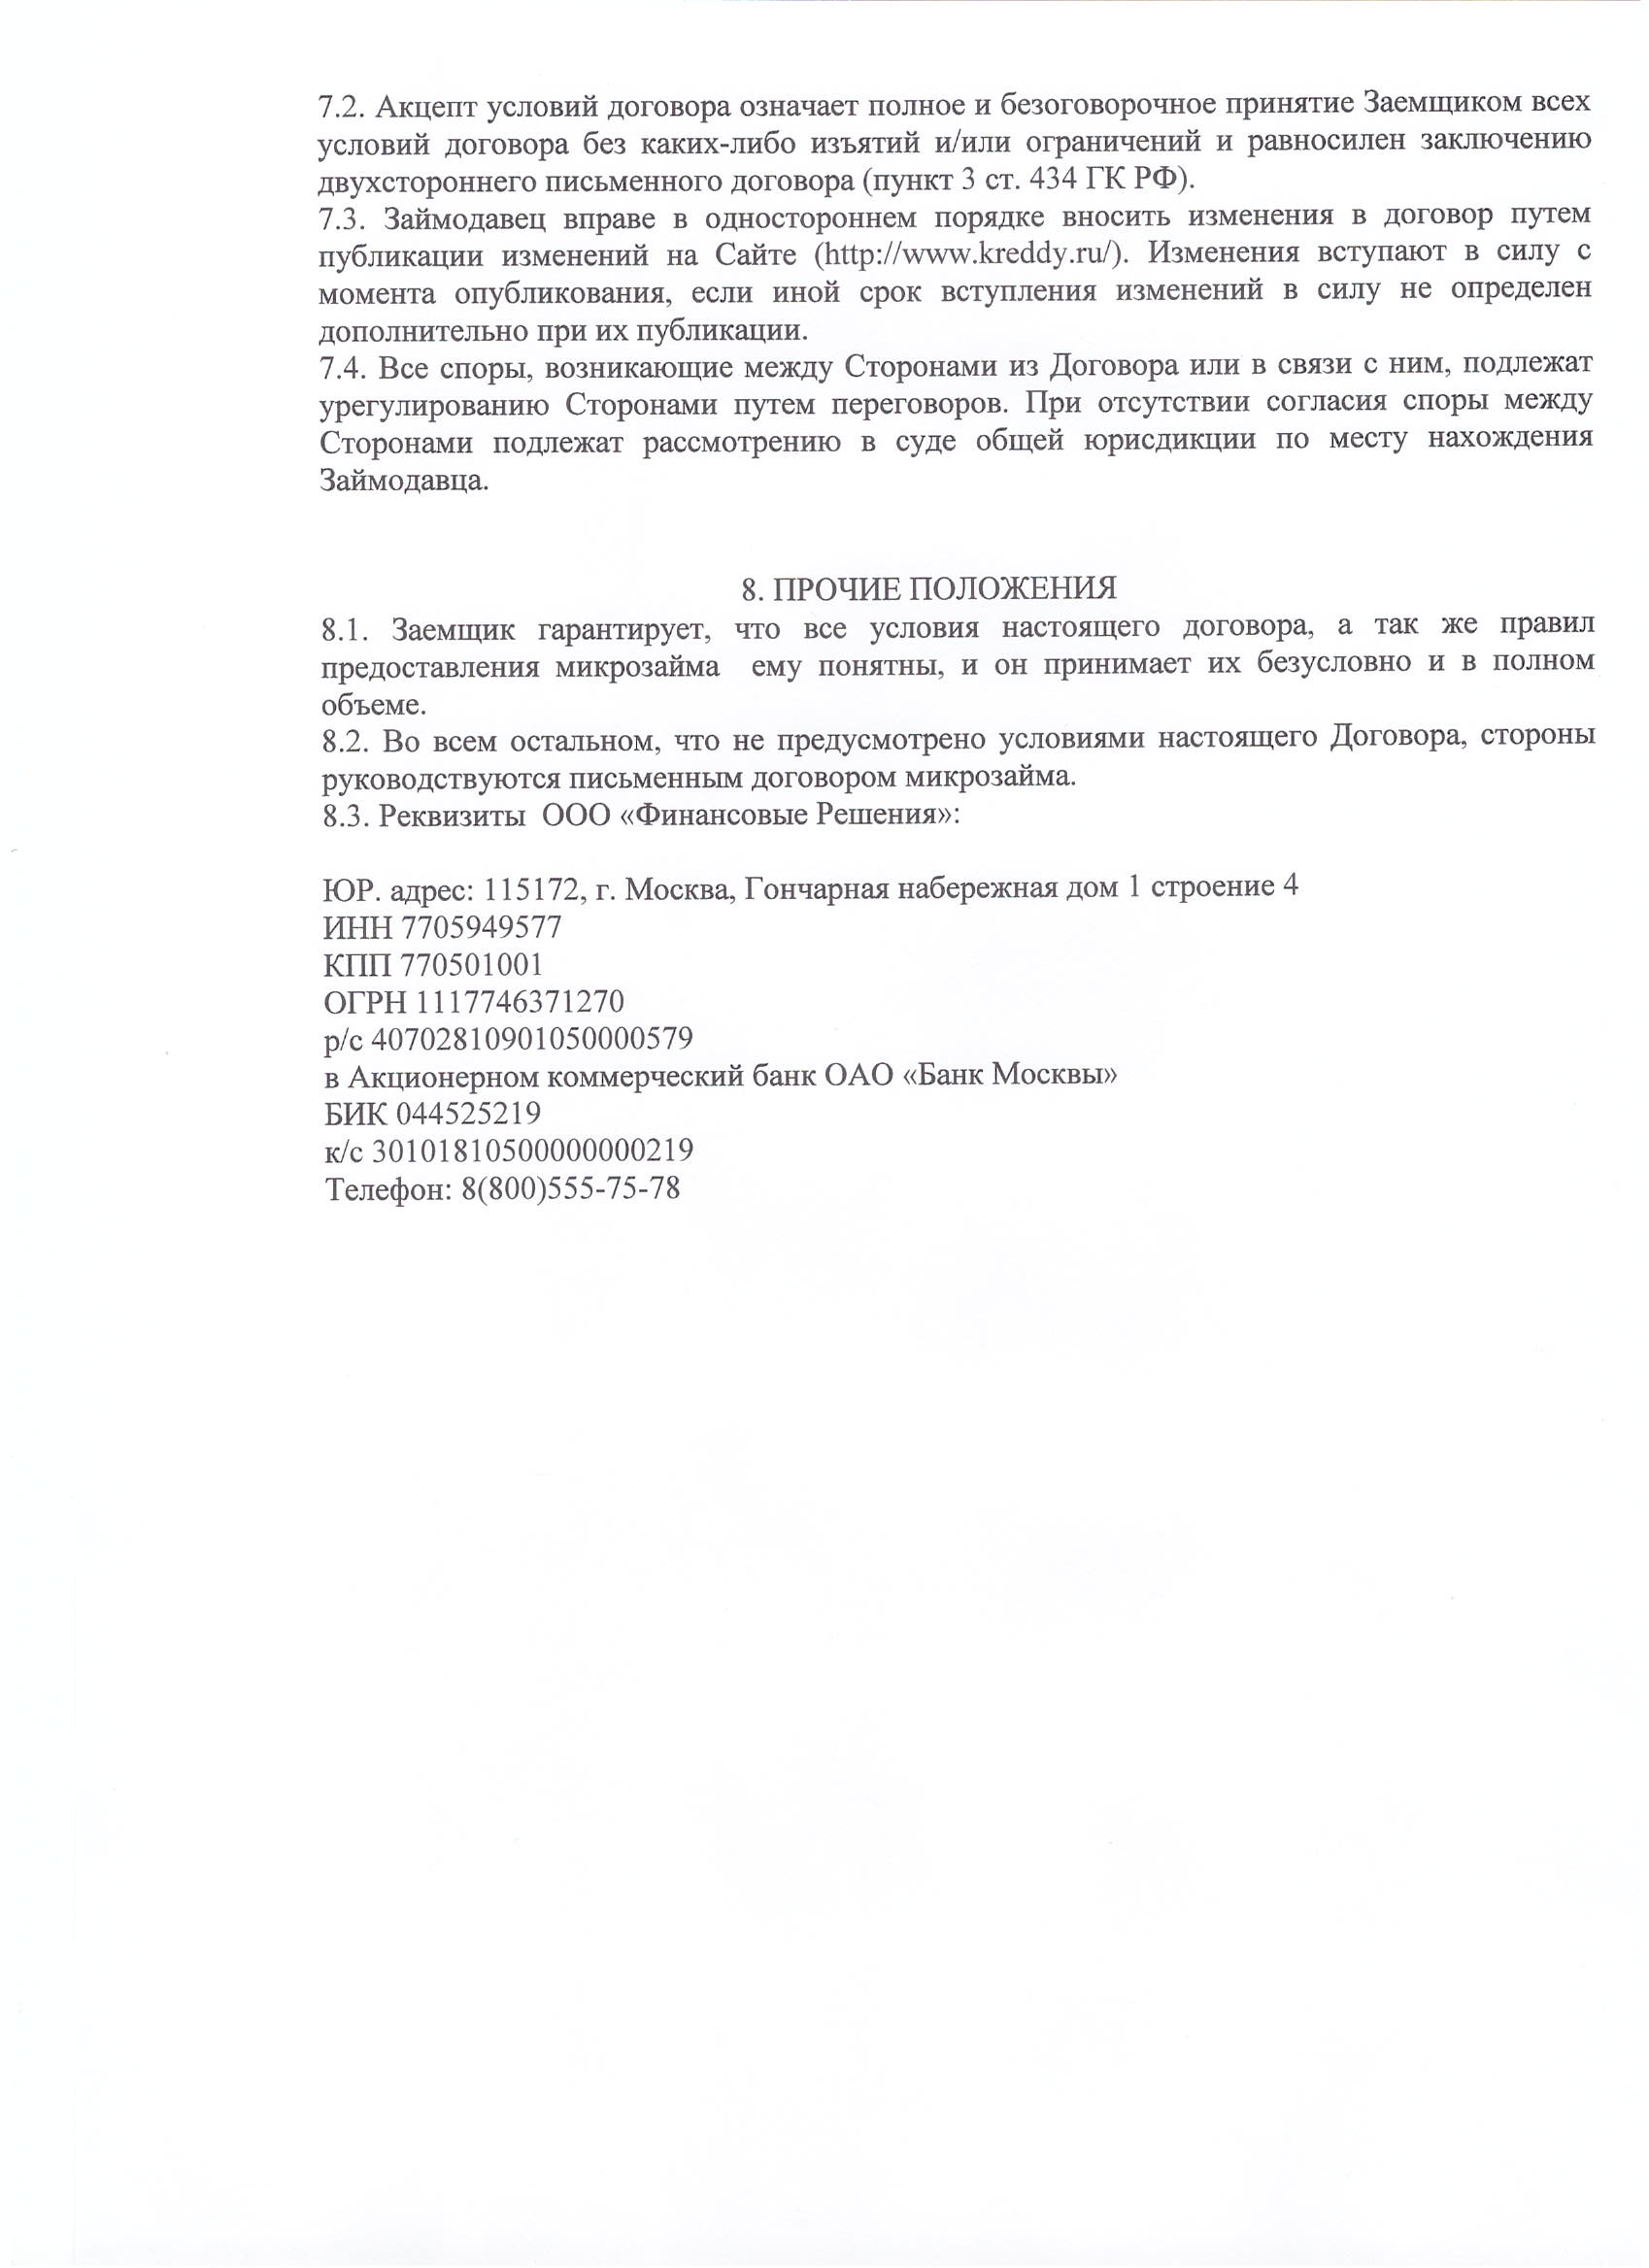 7.2. Акцепт условий договора означает полное и безоговорочное принятие Заемщиком всех
условий договора без каких-либо изъятий и/или ограничений и равносилен заключению
двухстороннего письменного договора (пункт 3 ст. 434 ГК РФ).
7.3. Займодавец вправе в одностороннем порядке вносить изменения в договор путем
публикации изменений на Сайте (http://www.kreddy.ru/). Изменения вступают в силу с
момента опубликования, если иной срок вступления изменений в силу не определен
дополнительно при их публикации.
7.4. Все споры, возникающие между Сторонами из Договора или в связи с ним, подлежат
урегулированию Сторонами путем переговоров. При отсутствии согласия споры между
Сторонами подлежат рассмотрению в суде общей юрисдикции по месту нахождения
Займодавца.
8. ПРОЧИЕ ПОЛОЖЕНИЯ
8.1. Заемщик гарантирует, что все условия настоящего договора, а так же правил
предоставления микрозайма ему понятны, и он принимает их безусловно и в полном
объеме.
8.2. Во всем остальном, что не предусмотрено условиями настоящего Договора, стороны
руководствуются письменным договором микрозайма.
8.3. Реквизиты ООО «Финансовые Решения»:
ЮР. адрес: 115172, г. Москва, Гончарная набережная дом 1 строение 4
ИНН 7705949577
КПП 770501001
ОГРН 1117746371270
р/с 40702810901050000579
в Акционерном коммерческий банк ОАО «Банк Москвы»
БИК 044525219
к/с 30101810500000000219
Телефон: 8(800)555-75-78